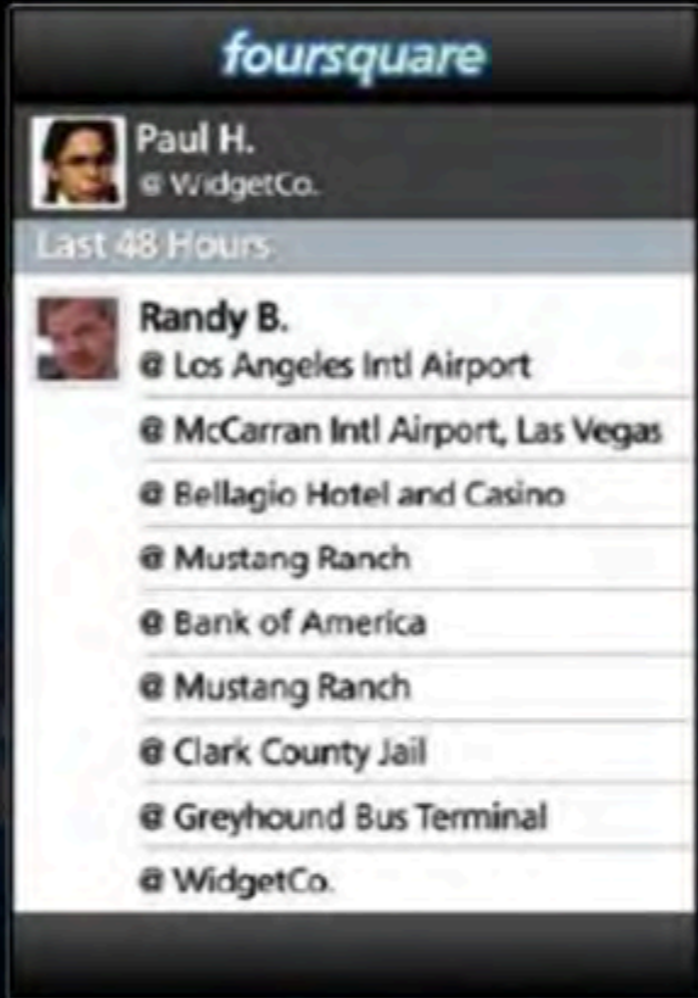 foursquare
Paul H.
@ WidgetCo.
Last 48 Hours
Randy B.
@ Los Angeles Intl Airport
@ McCarran Intl Airport, Las Vegas
@ Bellagio Hotel and Casino
@ Mustang Ranch
@ Bank of America
@ Mustang Ranch
@ Clark County Jail
@ Greyhound Bus Terminal
@ WidgetCo.